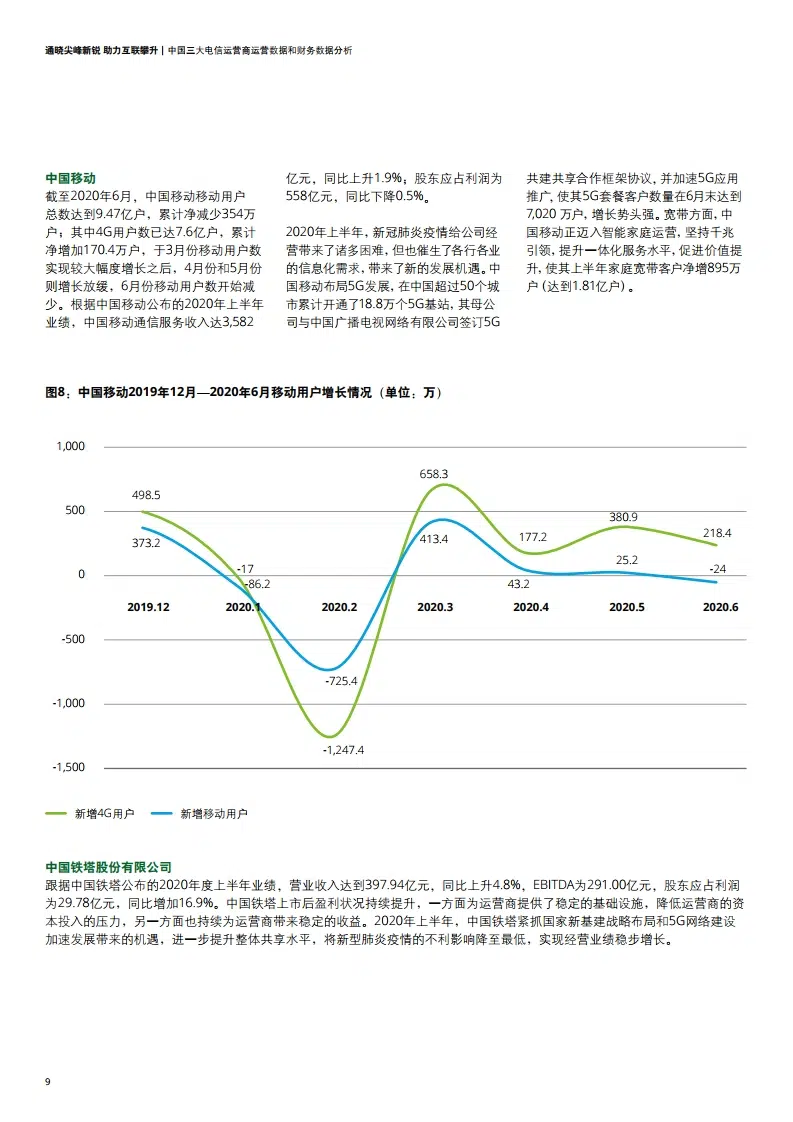 通晓尖峰新锐 助力互联攀升 | 中国三大电信运营商运营数据和财务数据分析
中国移动
截至2020年6月，中国移动移动用户
总数达到9.47亿户，累计净减少354万
户；其中4G用户数已达7.6亿户，累计
净增加170.4万户，于3月份移动用户数
实现较大幅度增长之后，4月份和5月份
则增长放缓，6月份移动用户数开始减
少。根据中国移动公布的2020年上半年
业绩，中国移动通信服务收入达3,582
亿元，同比上升1.9%；股东应占利润为
558亿元，同比下降0.5%。
2020年上半年，新冠肺炎疫情给公司经
营带来了诸多困难，但也催生了各行各业
的信息化需求，带来了新的发展机遇。中
国移动布局5G发展，在中国超过50个城
市累计开通了18.8万个5G基站，其母公
司与中国广播电视网络有限公司签订5G
共建共享合作框架协议，并加速5G应用
推广，使其5G套餐客户数量在6月末达到
7,020 万户，增长势头强。宽带方面，中
国移动正迈入智能家庭运营，坚持千兆
引领，提升一体化服务水平，促进价值提
升，使其上半年家庭宽带客户净增895万
户（达到1.81亿户）。
图8：中国移动2019年12月—2020年6月移动用户增长情况（单位：万）
1,000
500
0
-500
-1,000
-1,500
498.5
373.2
-17
-86.2
-725.4
-1,247.4
658.3
413.4
177.2
43.2
380.9
25.2
218.4
-24
2019.12
2020.1
2020.2
2020.3
2020.4
2020.5
2020.6
新增4G用户
新增移动用户
中国铁塔股份有限公司
跟据中国铁塔公布的2020年度上半年业绩，营业收入达到397.94亿元，同比上升4.8%，EBITDA为291.00亿元，股东应占利润
为29.78亿元，同比增加16.9%。中国铁塔上市后盈利状况持续提升，一方面为运营商提供了稳定的基础设施，降低运营商的资
本投入的压力，另一方面也持续为运营商带来稳定的收益。2020年上半年，中国铁塔紧抓国家新基建战略布局和5G网络建设
加速发展带来的机遇，进一步提升整体共享水平，将新型肺炎疫情的不利影响降至最低，实现经营业绩稳步增长。
9